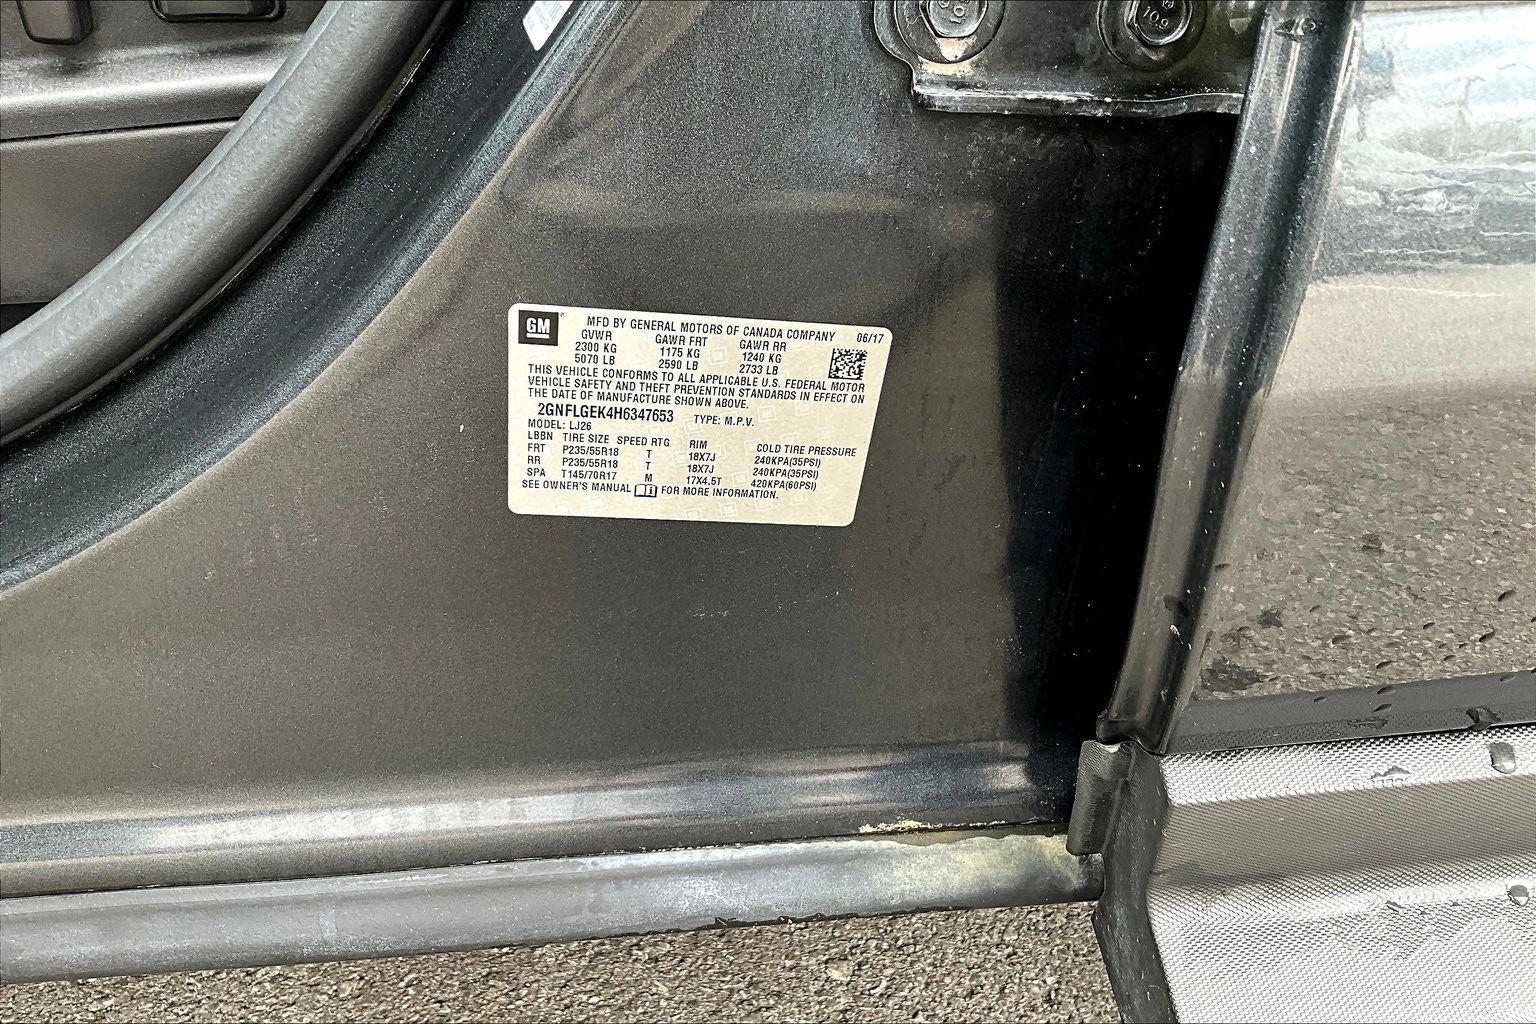 10.9
10.9
GM
MFD BY GENERAL MOTORS OF CANADA COMPANY 06/17
GVWR GAWR FRT GAWR RR
2300 KG 1175 KG 1240 KG
5070 LB 2590 LB 2733 LB
THIS VEHICLE CONFORMS TO ALL APPLICABLE U.S. FEDERAL MOTOR
VEHICLE SAFETY AND THEFT PREVENTION STANDARDS IN EFFECT ON
THE DATE OF MANUFACTURE SHOWN ABOVE.
2GNFLGEK4H6347653 TYPE: M.P.V.
MODEL: LJ26
LBBN TIRE SIZE SPEED RTG RIM COLD TIRE PRESSURE
FRT P235/55R18 T 18X7J 240KPA(35PSI)
RR P235/55R18 T 18X7J 240KPA(35PSI)
SPA T145/70R17 M 17X4.5T 420KPA(60PSI)
SEE OWNER'S MANUAL FOR MORE INFORMATION.